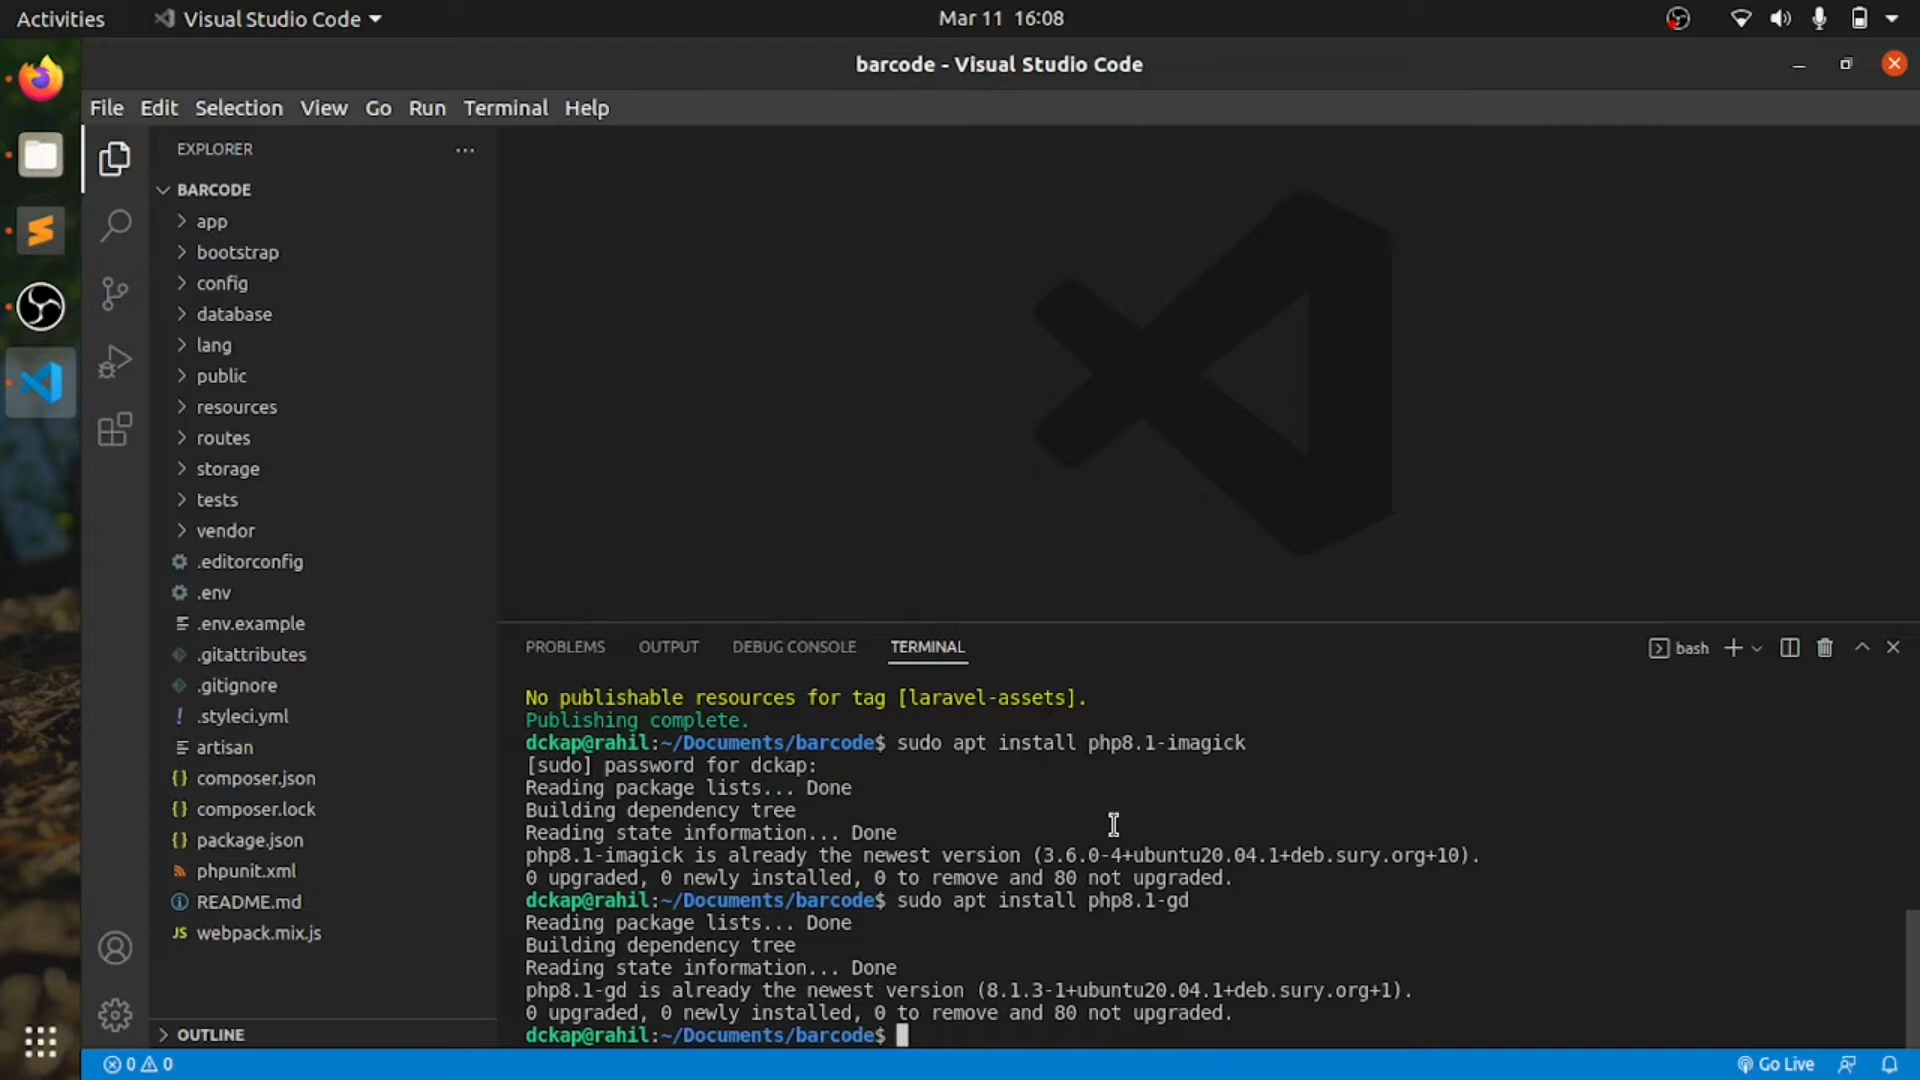 Activities
Visual Studio Code
Mar 11 16:08
barcode - Visual Studio Code
File Edit Selection View Go Run Terminal Help
EXPLORER
BARCODE
app
bootstrap
config
database
lang
public
resources
routes
storage
tests
vendor
.editorconfig
.env
.env.example
.gitattributes
.gitignore
.styleci.yml
artisan
composer.json
composer.lock
package.json
phpunit.xml
README.md
webpack.mix.js
OUTLINE
PROBLEMS OUTPUT DEBUG CONSOLE TERMINAL
bash
No publishable resources for tag [laravel-assets].
Publishing complete.
dckap@rahil:~/Documents/barcode$ sudo apt install php8.1-imagick
[sudo] password for dckap:
Reading package lists... Done
Building dependency tree
Reading state information... Done
php8.1-imagick is already the newest version (3.6.0-4+ubuntu20.04.1+deb.sury.org+10).
0 upgraded, 0 newly installed, 0 to remove and 80 not upgraded.
dckap@rahil:~/Documents/barcode$ sudo apt install php8.1-gd
Reading package lists... Done
Building dependency tree
Reading state information... Done
php8.1-gd is already the newest version (8.1.3-1+ubuntu20.04.1+deb.sury.org+1).
0 upgraded, 0 newly installed, 0 to remove and 80 not upgraded.
dckap@rahil:~/Documents/barcode$
0 0
Go Live